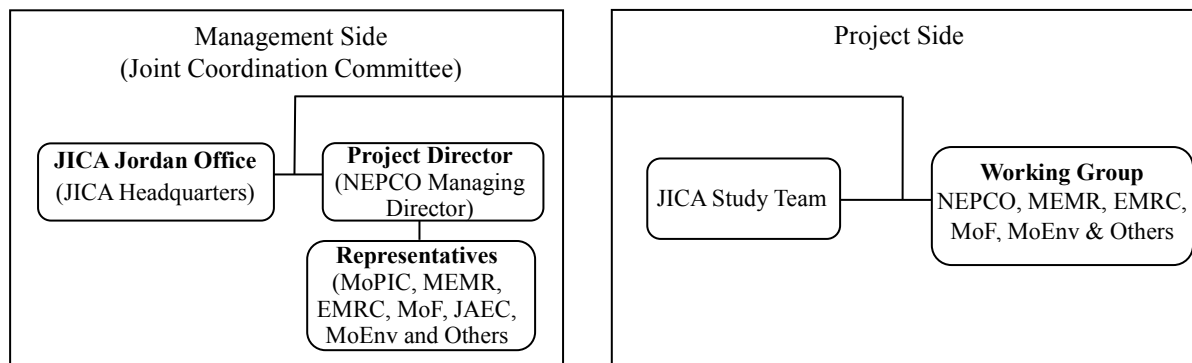 Management Side
(Joint Coordination Committee)
JICA Jordan Office
(JICA Headquarters)
Project Director
(NEPCO Managing
Director)
Representatives
(MoPIC, MEMR,
EMRC, MoF, JAEC,
MoEnv and Others
Project Side
JICA Study Team
Working Group
NEPCO, MEMR, EMRC,
MoF, MoEnv & Others